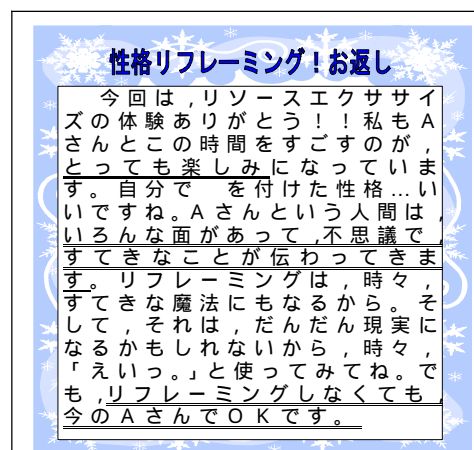 性格リフレーミング！お返し
今回は，リソースエクササイ
ズの体験ありがとう！！私もA
さんとこの時間をすごすのが，
とっても楽しみになっていま
す。自分で　を付けた性格…い
いですね。Aさんという人間は，
いろんな面があって，不思議で，
すてきなことが伝わってきま
す。リフレーミングは，時々，
すてきな魔法にもなるから。そ
して，それは，だんだん現実に
なるかもしれないから，時々，
「えいっ。」と使ってみてね。で
も，リフレーミングしなくても，
今のAさんでOKです。